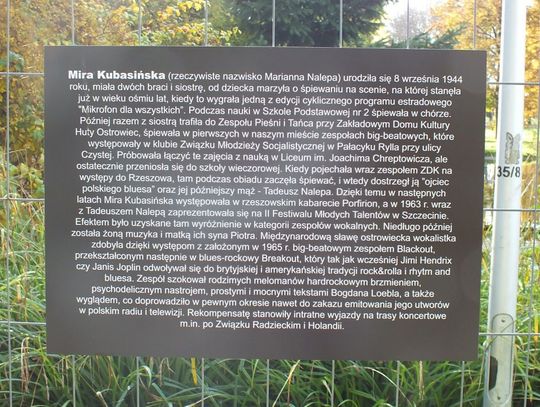 Mira Kubasińska (rzeczywiste nazwisko Marianna Nalepa) urodziła się 8 września 1944
roku, miała dwóch braci i siostrę, od dziecka marzyła o śpiewaniu na scenie, na której stanęła
już w wieku ośmiu lat, kiedy to wygrała jedną z edycji cyklicznego programu estradowego
"Mikrofon dla wszystkich". Podczas nauki w Szkole Podstawowej nr 2 śpiewała w chórze.
Później razem z siostrą trafiła do Zespołu Pieśni i Tańca przy Zakładowym Domu Kultury
Huty Ostrowiec, śpiewała w pierwszych w naszym mieście zespołach big-beatowych, które
występowały w klubie Związku Młodzieży Socjalistycznej w Pałacyku Rylla przy ulicy
Czystej. Próbowała łączyć te zajęcia z nauką w Liceum im. Joachima Chreptowicza, ale
ostatecznie przeniosła się do szkoły wieczorowej. Kiedy pojechała wraz zespołem ZDK na
występy do Rzeszowa, tam podczas obiadu zaczęła śpiewać, i wtedy dostrzegł ją "ojciec
polskiego bluesa" oraz jej późniejszy mąż - Tadeusz Nalepa. Dzięki temu w następnych
latach Mira Kubasińska występowała w rzeszowskim kabarecie Porfirion, a w 1963 r. wraz
z Tadeuszem Nalepą zaprezentowała się na II Festiwalu Młodych Talentów w Szczecinie.
Efektem było uzyskane tam wyróżnienie w kategorii zespołów wokalnych. Niedługo później
została żoną muzyka i matką ich syna Piotra. Międzynarodową sławę ostrowiecka wokalistka
zdobyła dzięki występom z założonym w 1965 r. big-beatowym zespołem Blackout,
przekształconym następnie w blues-rockowy Breakout, który tak jak wcześniej Jimi Hendrix
czy Janis Joplin odwoływał się do brytyjskiej i amerykańskiej tradycji rock&rolla i rhytm and
bluesa. Zespół szokował rodzimych melomanów hardrockowym brzmieniem,
psychodelicznym nastrojem, prostymi i mocnymi tekstami Bogdana Loebla, a także
wyglądem, co doprowadziło w pewnym okresie nawet do zakazu emitowania jego utworów
w polskim radiu i telewizji. Rekompensatę stanowiły intratne wyjazdy na trasy koncertowe
m.in. po Związku Radzieckim i Holandii.
35/8